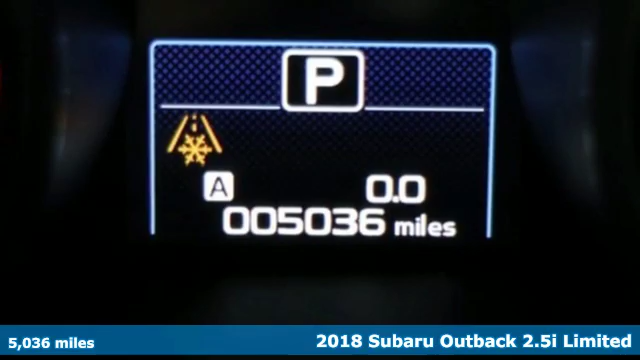 P
A 0.0
005036 miles
5,036 miles
2018 Subaru Outback 2.5i Limited